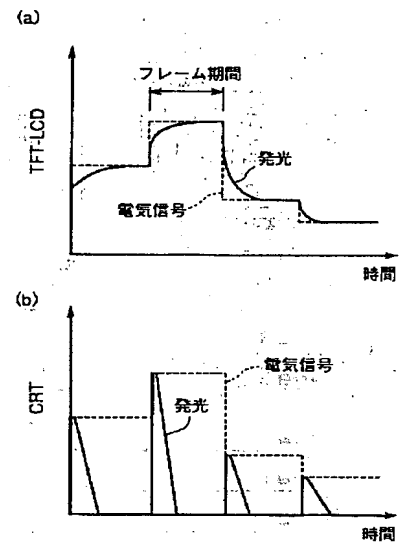 (a)
フレーム期間
TFT-LCD
発光
電気信号
時間
(b)
電気信号
CRT
発光
時間